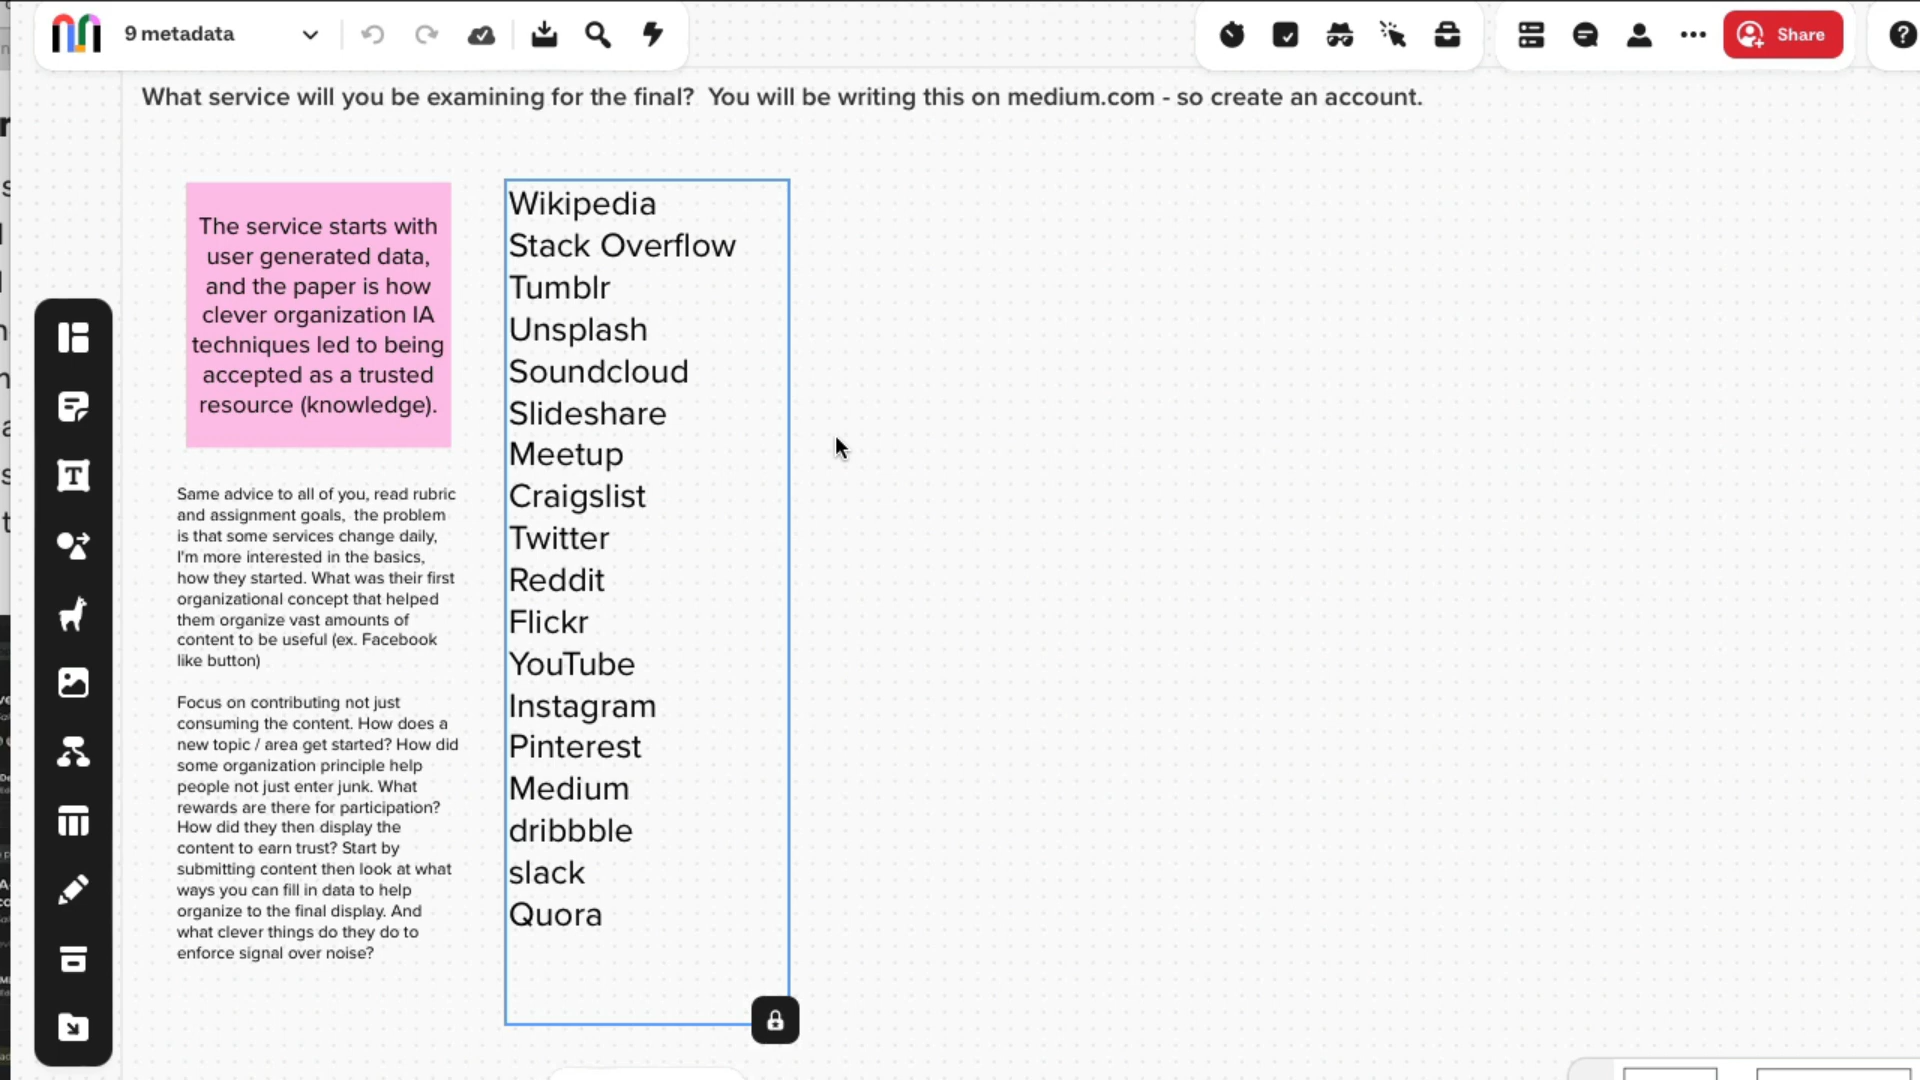 9 metadata
Share
What service will you be examining for the final?  You will be writing this on medium.com - so create an account.
The service starts with
user generated data,
and the paper is how
clever organization IA
techniques led to being
accepted as a trusted
resource (knowledge).
Same advice to all of you, read rubric
and assignment goals,  the problem
is that some services change daily,
I'm more interested in the basics,
how they started. What was their first
organizational concept that helped
them organize vast amounts of
content to be useful (ex. Facebook
like button)
Focus on contributing not just
consuming the content. How does a
new topic / area get started? How did
some organization principle help
people not just enter junk. What
rewards are there for participation?
How did they then display the
content to earn trust? Start by
submitting content then look at what
ways you can fill in data to help
organize to the final display. And
what clever things do they do to
enforce signal over noise?
Wikipedia
Stack Overflow
Tumblr
Unsplash
Soundcloud
Slideshare
Meetup
Craigslist
Twitter
Reddit
Flickr
YouTube
Instagram
Pinterest
Medium
dribbble
slack
Quora